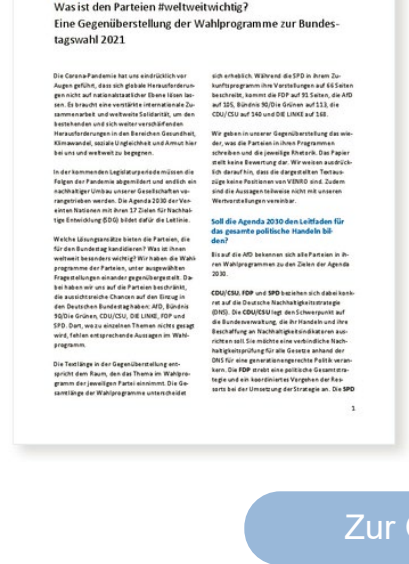 Was ist den Parteien #weltweitwichtig?
Eine Gegenüberstellung der Wahlprogramme zur Bundes-
tagswahl 2021
Die Corona-Pandemie hat uns eindrücklich vor
Augen geführt, dass sich globale Herausforderun-
gen nicht auf nationalstaatlicher Ebene lösen las-
sen. Es braucht eine verstärkte internationale Zu-
sammenarbeit und weltweite Solidarität, um den
bestehenden und sich weiter verschärfenden
Herausforderungen in den Bereichen Gesundheit,
Klimawandel, soziale Ungleichheit und Armut hier
bei uns und weltweit zu begegnen.
In der kommenden Legislaturperiode müssen die
Folgen der Pandemie abgemildert und endlich ein
nachhaltiger Umbau unserer Gesellschaften vo-
rangetrieben werden. Die Agenda 2030 der Ver-
einten Nationen mit ihren 17 Zielen für Nachhal-
tige Entwicklung (SDG) bildet dafür die Leitlinie.
Welche Lösungsansätze bieten die Parteien, die
für den Bundestag kandidieren? Was ist ihnen
weltweit besonders wichtig? Wir haben die Wahl-
programme der Parteien, unter ausgewählten
Fragestellungen einander gegenübergestellt. Da-
bei haben wir uns auf die Parteien beschränkt,
die aussichtsreiche Chancen auf den Einzug in
den Deutschen Bundestag haben: AfD, Bündnis
90/Die Grünen, CDU/CSU, DIE LINKE, FDP und
SPD. Dort, wo zu einzelnen Themen nichts gesagt
wird, fehlen entsprechende Aussagen im Wahl-
programm.
Die Textlänge in der Gegenüberstellung ent-
spricht dem Raum, den das Thema im Wahlpro-
gramm der jeweiligen Partei einnimmt. Die Ge-
samtlänge der Wahlprogramme unterscheidet
sich erheblich. Während die SPD in ihrem Zu-
kunftsprogramm ihre Vorstellungen auf 66 Seiten
beschreibt, kommt die FDP auf 91 Seiten, die AfD
auf 105, Bündnis 90/Die Grünen auf 113, die
CDU/CSU auf 140 und DIE LINKE auf 168.
Wir geben in unserer Gegenüberstellung das wie-
der, was die Parteien in ihren Programmen
schreiben und die jeweilige Rhetorik. Das Papier
stellt keine Bewertung dar. Wir weisen ausdrück-
lich darauf hin, dass die dargestellten Textaus-
züge keine Positionen von VENRO sind. Zudem
sind die Aussagen teilweise nicht mit unseren
Wertvorstellungen vereinbar.
Soll die Agenda 2030 den Leitfaden für
das gesamte politische Handeln bil-
den?
Bis auf die AfD bekennen sich alle Parteien in ih-
ren Wahlprogrammen zu den Zielen der Agenda
2030.
CDU/CSU, FDP und SPD beziehen sich dabei konk-
ret auf die Deutsche Nachhaltigkeitsstrategie
(DNS). Die CDU/CSU legt den Schwerpunkt auf
die Bundesverwaltung, die ihr Handeln und ihre
Beschaffung an Nachhaltigkeitsindikatoren aus-
richten soll. Sie möchte eine verbindliche Nach-
haltigkeitsprüfung für alle Gesetze anhand der
DNS für eine generationengerechte Politik veran-
kern. Die FDP strebt eine politische Gesamtstra-
tegie und ein koordiniertes Vorgehen der Res-
sorts bei der Umsetzung der Strategie an. Die SPD
1
Zur